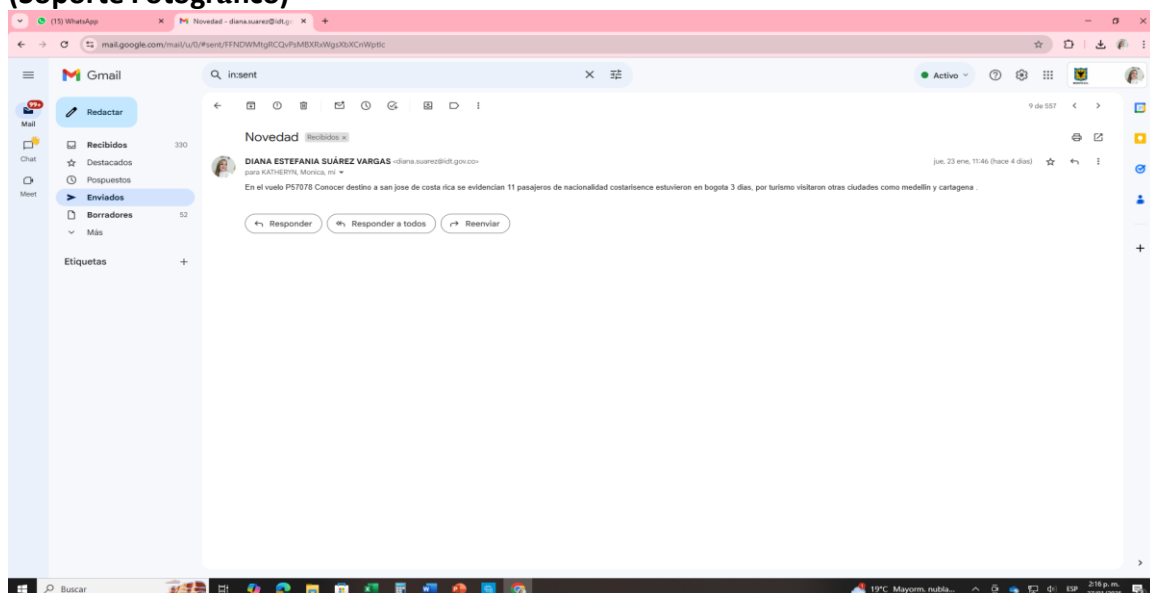 (Soporte Fotográfico)
(15) WhatsApp
Novedad - diana.suarez@idt.go
mail.google.com/mail/u/0/#sent/FFNDWMtgRCQvPsMBXRxWgsXbXCnWptlc
Gmail
in:sent
Activo
99+
Mail
Redactar
9 de 557
Chat
Meet
Recibidos 330
Destacados
Pospuestos
Enviados
Borradores 52
Más
Etiquetas
Novedad Recibidos x
DIANA ESTEFANIA SUÁREZ VARGAS <diana.suarez@idt.gov.co>
jue, 23 ene, 11:46 (hace 4 días)
para KATHERYN, Monica, mí
En el vuelo P57078 Conocer destino a san jose de costa rica se evidencian 11 pasajeros de nacionalidad costarisence estuvieron en bogota 3 dias, por turismo visitaron otras ciudades como medellin y cartagena .
Responder
Responder a todos
Reenviar
Buscar
19°C Mayorm. nubla...
ESP
2:16 p. m.